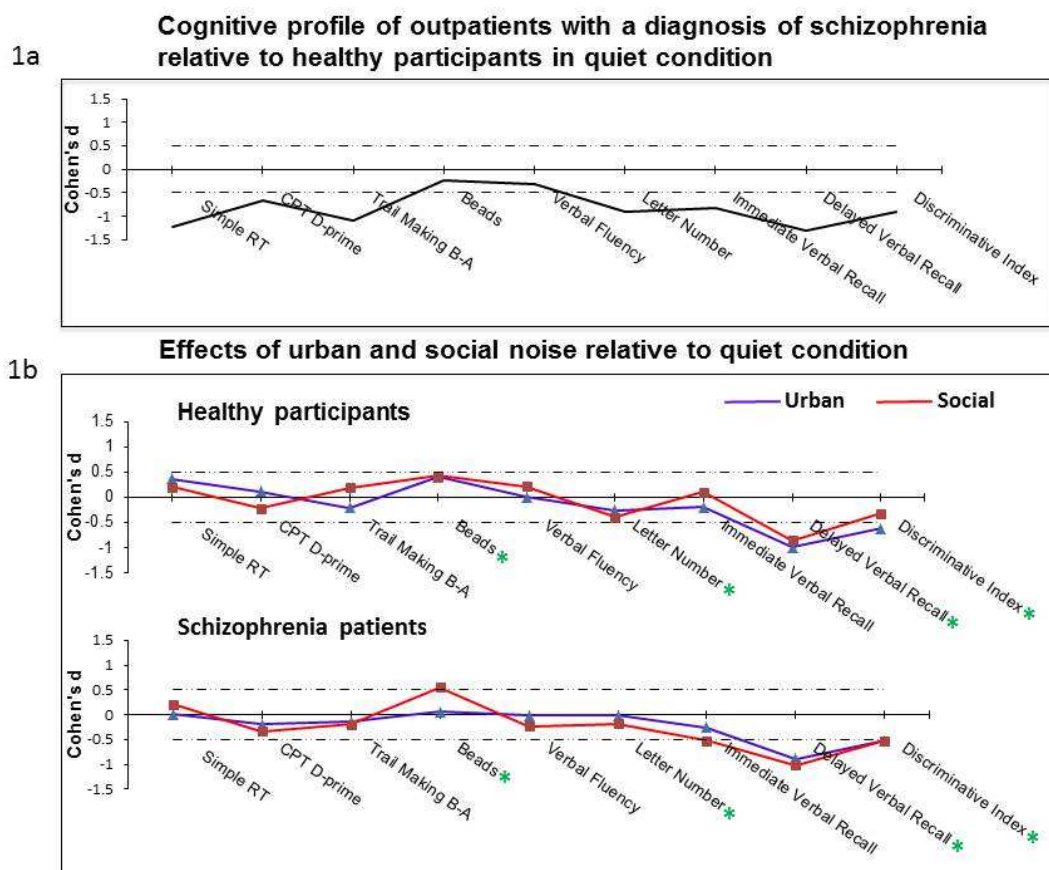 Cognitive profile of outpatients with a diagnosis of schizophrenia
1a
relative to healthy participants in quiet condition
Cohen's d
1.5
1
0.5
0
-0.5
-1
-1.5
Simple RT
CPT D-prime
Trail Making B-A
Beads
Verbal Fluency
Letter Number
Immediate Verbal Recall
Delayed Verbal Recall
Discriminative Index
Effects of urban and social noise relative to quiet condition
1b
Urban
Social
Healthy participants
Cohen's d
1.5
1
0.5
0
-0.5
-1
-1.5
Simple RT
CPT D-prime
Trail Making B-A
Beads*
Verbal Fluency
Letter Number*
Immediate Verbal Recall
Delayed Verbal Recall*
Discriminative Index*
Schizophrenia patients
Cohen's d
1.5
1
0.5
0
-0.5
-1
-1.5
Simple RT
CPT D-prime
Trail Making B-A
Beads*
Verbal Fluency
Letter Number*
Immediate Verbal Recall
Delayed Verbal Recall*
Discriminative Index*